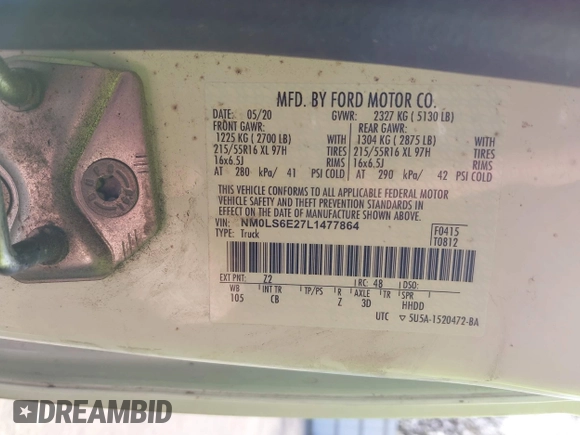 MFD. BY FORD MOTOR CO.
DATE: 05/20 GVWR: 2327 KG ( 5130 LB)
FRONT GAWR: REAR GAWR:
1225 KG ( 2700 LB) WITH 1304 KG ( 2875 LB) WITH
215/55R16 XL 97H TIRES 215/55R16 XL 97H TIRES
16x6.5J RIMS 16x6.5J RIMS
AT 280 kPa/ 41 PSI COLD AT 290 kPa/ 42 PSI COLD
THIS VEHICLE CONFORMS TO ALL APPLICABLE FEDERAL MOTOR
VEHICLE SAFETY AND THEFT PREVENTION STANDARDS IN
EFFECT ON THE DATE OF MANUFACTURE SHOWN ABOVE.
VIN: NM0LS6E27L1477864 F0415
TYPE: Truck T0812
EXT PNT: Z2 RC: 48 DSO:
WB INT TR TP/PS R AXLE TR SPR
105 CB Z 3D HHDD
UTC ▽ 5U5A-1520472-BA
DREAMBID